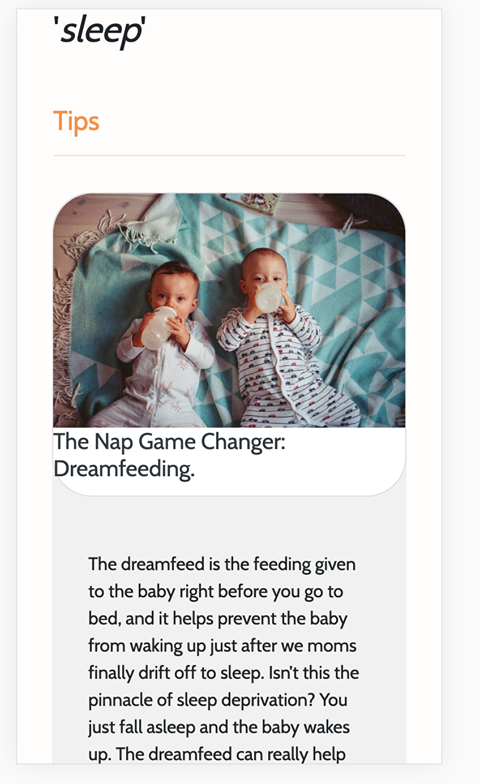 'sleep'
Tips
The Nap Game Changer:
Dreamfeeding.
The dreamfeed is the feeding given
to the baby right before you go to
bed, and it helps prevent the baby
from waking up just after we moms
finally drift off to sleep. Isn't this the
pinnacle of sleep deprivation? You
just fall asleep and the baby wakes
up. The dreamfeed can really help